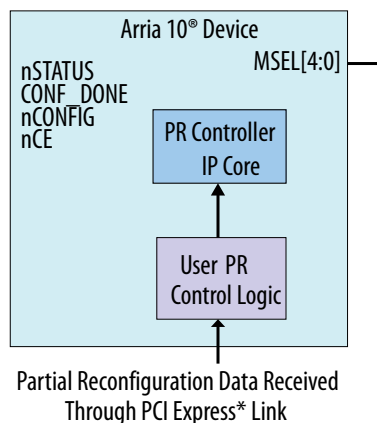 Arria 10® Device
MSEL[4:0]
nSTATUS
CONF_DONE
nCONFIG
nCE
PR Controller
IP Core
User PR
Control Logic
Partial Reconfiguration Data Received
Through PCI Express* Link